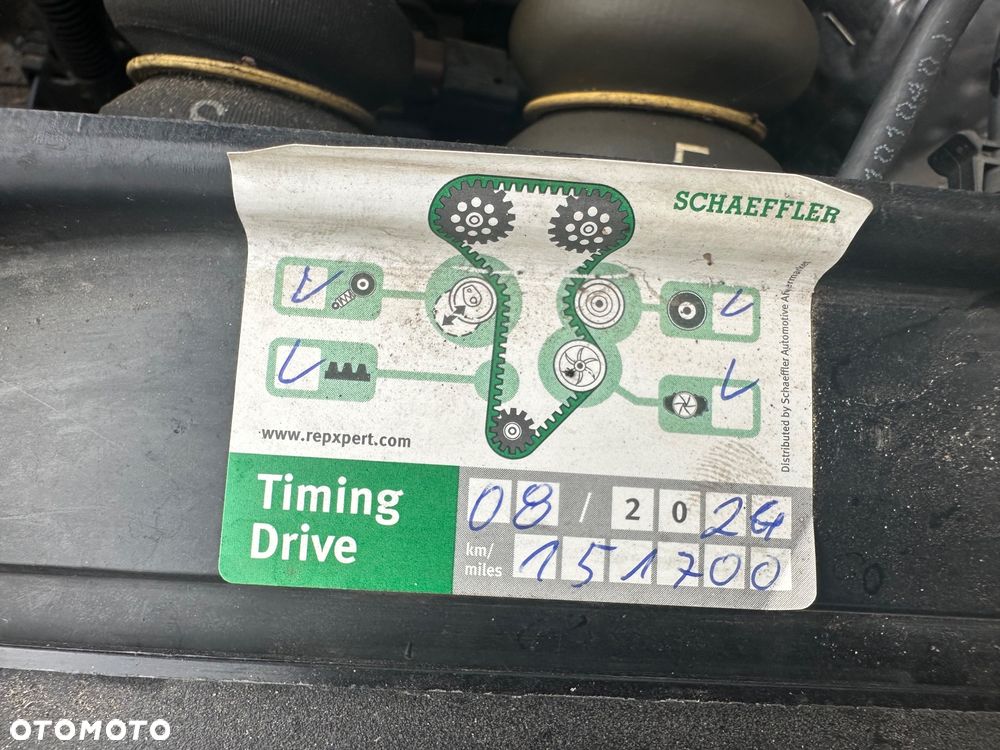 SCHAEFFLER
www.repxpert.com
Distributed by Schaeffler Automotive Aftermarket
Timing
Drive
08 / 2024
km/
miles
151700
OTOMOTO